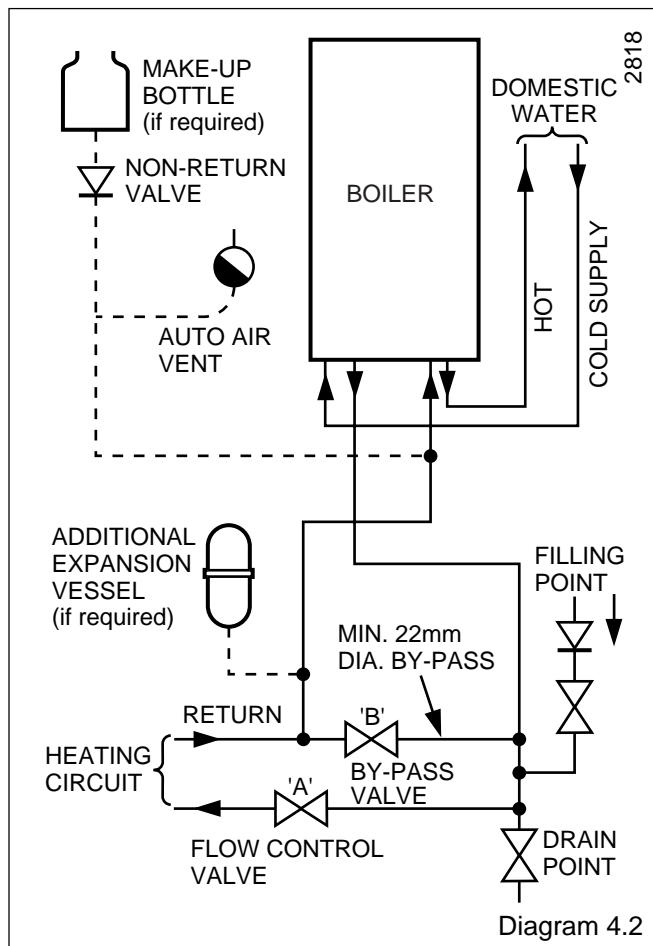 2818
MAKE-UP
BOTTLE
(if required)
NON-RETURN
VALVE
AUTO AIR
VENT
BOILER
DOMESTIC
WATER
HOT
COLD SUPPLY
ADDITIONAL
EXPANSION
VESSEL
(if required)
FILLING
POINT
MIN. 22mm
DIA. BY-PASS
RETURN
'B'
HEATING
CIRCUIT
BY-PASS
VALVE
'A'
FLOW CONTROL
VALVE
DRAIN
POINT
Diagram 4.2